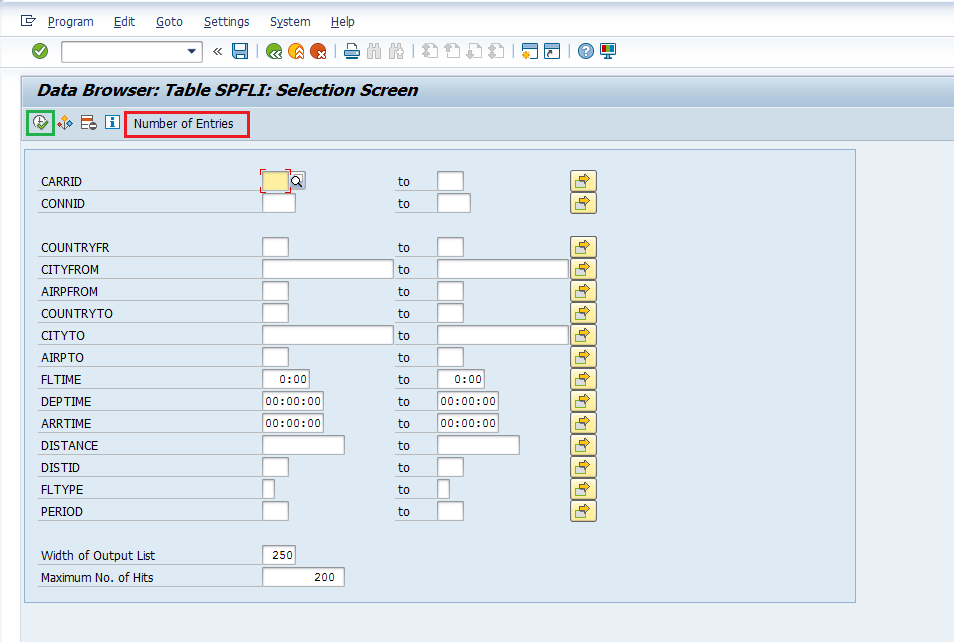 Program Edit Goto Settings System Help
Data Browser: Table SPFLI: Selection Screen
Number of Entries
CARRID to
CONNID to
COUNTRYFR to
CITYFROM to
AIRPFROM to
COUNTRYTO to
CITYTO to
AIRPTO to
FLTIME 0:00 to 0:00
DEPTIME 00:00:00 to 00:00:00
ARRTIME 00:00:00 to 00:00:00
DISTANCE to
DISTID to
FLTYPE to
PERIOD to
Width of Output List 250
Maximum No. of Hits 200